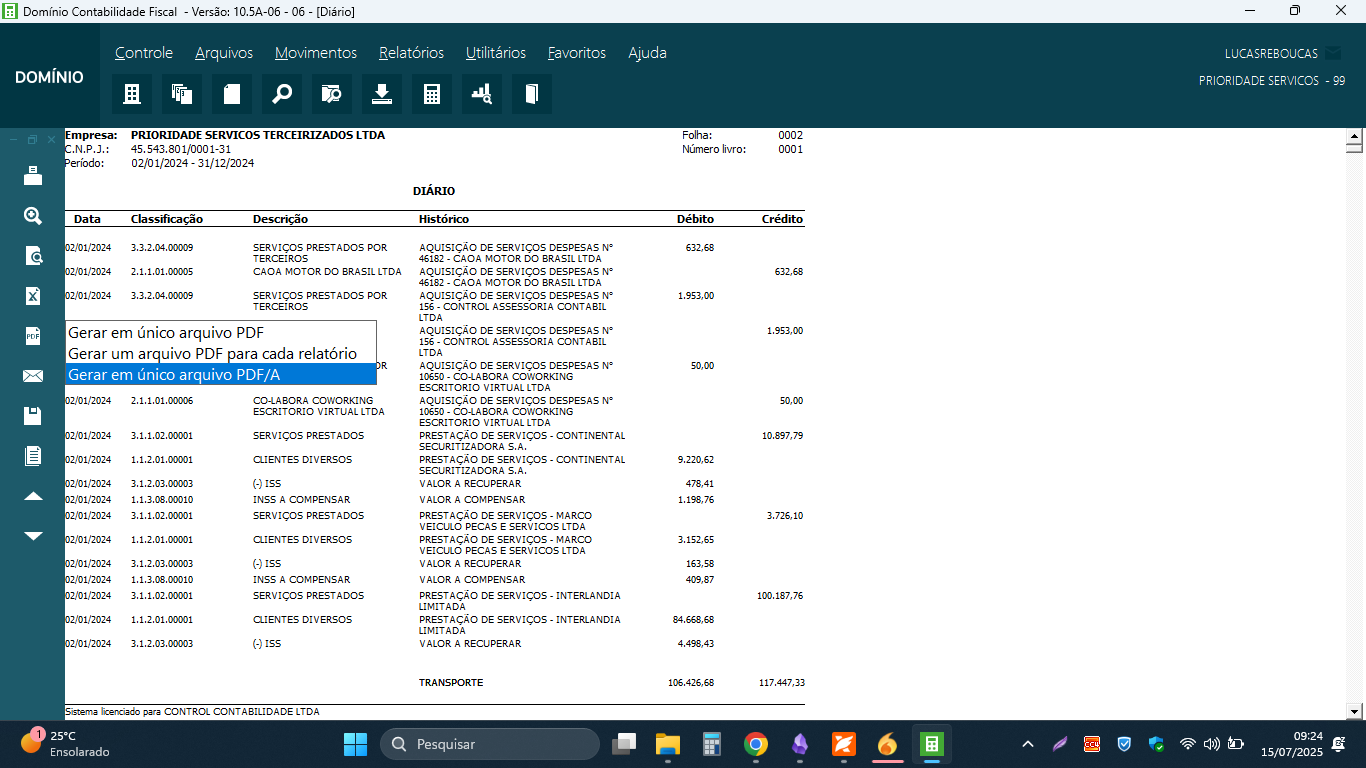 Domínio Contabilidade Fiscal - Versão: 10.5A-06 - 06 - [Diário]
DOMÍNIO
Controle Arquivos Movimentos Relatórios Utilitários Favoritos Ajuda
LUCASREBOUCAS
PRIORIDADE SERVICOS - 99
Empresa: PRIORIDADE SERVICOS TERCEIRIZADOS LTDA Folha: 0002
C.N.P.J.: 45.543.801/0001-31 Número livro: 0001
Período: 02/01/2024 - 31/12/2024
DIÁRIO
Data Classificação Descrição Histórico Débito Crédito
02/01/2024 3.3.2.04.00009 SERVIÇOS PRESTADOS POR AQUISIÇÃO DE SERVIÇOS DESPESAS N° 632,68
TERCEIROS 46182 - CAOA MOTOR DO BRASIL LTDA
02/01/2024 2.1.1.01.00005 CAOA MOTOR DO BRASIL LTDA AQUISIÇÃO DE SERVIÇOS DESPESAS N° 632,68
46182 - CAOA MOTOR DO BRASIL LTDA
02/01/2024 3.3.2.04.00009 SERVIÇOS PRESTADOS POR AQUISIÇÃO DE SERVIÇOS DESPESAS N° 1.953,00
TERCEIROS 156 - CONTROL ASSESSORIA CONTABIL
LTDA
Gerar em único arquivo PDF
Gerar um arquivo PDF para cada relatório
Gerar em único arquivo PDF/A
AQUISIÇÃO DE SERVIÇOS DESPESAS N° 1.953,00
156 - CONTROL ASSESSORIA CONTABIL
LTDA
OR AQUISIÇÃO DE SERVIÇOS DESPESAS N° 50,00
10650 - CO-LABORA COWORKING
ESCRITORIO VIRTUAL LTDA
02/01/2024 2.1.1.01.00006 CO-LABORA COWORKING AQUISIÇÃO DE SERVIÇOS DESPESAS N° 50,00
ESCRITORIO VIRTUAL LTDA 10650 - CO-LABORA COWORKING
ESCRITORIO VIRTUAL LTDA
02/01/2024 3.1.1.02.00001 SERVIÇOS PRESTADOS PRESTAÇÃO DE SERVIÇOS - CONTINENTAL 10.897,79
SECURITIZADORA S.A.
02/01/2024 1.1.2.01.00001 CLIENTES DIVERSOS PRESTAÇÃO DE SERVIÇOS - CONTINENTAL 9.220,62
SECURITIZADORA S.A.
02/01/2024 3.1.2.03.00003 (-) ISS VALOR A RECUPERAR 478,41
02/01/2024 1.1.3.08.00010 INSS A COMPENSAR VALOR A COMPENSAR 1.198,76
02/01/2024 3.1.1.02.00001 SERVIÇOS PRESTADOS PRESTAÇÃO DE SERVIÇOS - MARCO 3.726,10
VEICULO PECAS E SERVICOS LTDA
02/01/2024 1.1.2.01.00001 CLIENTES DIVERSOS PRESTAÇÃO DE SERVIÇOS - MARCO 3.152,65
VEICULO PECAS E SERVICOS LTDA
02/01/2024 3.1.2.03.00003 (-) ISS VALOR A RECUPERAR 163,58
02/01/2024 1.1.3.08.00010 INSS A COMPENSAR VALOR A COMPENSAR 409,87
02/01/2024 3.1.1.02.00001 SERVIÇOS PRESTADOS PRESTAÇÃO DE SERVIÇOS - INTERLANDIA 100.187,76
LIMITADA
02/01/2024 1.1.2.01.00001 CLIENTES DIVERSOS PRESTAÇÃO DE SERVIÇOS - INTERLANDIA 84.668,68
LIMITADA
02/01/2024 3.1.2.03.00003 (-) ISS VALOR A RECUPERAR 4.498,43
TRANSPORTE 106.426,68 117.447,33
Sistema licenciado para CONTROL CONTABILIDADE LTDA
PDF
1
25°C
Ensolarado
Pesquisar
CCL
09:24
15/07/2025